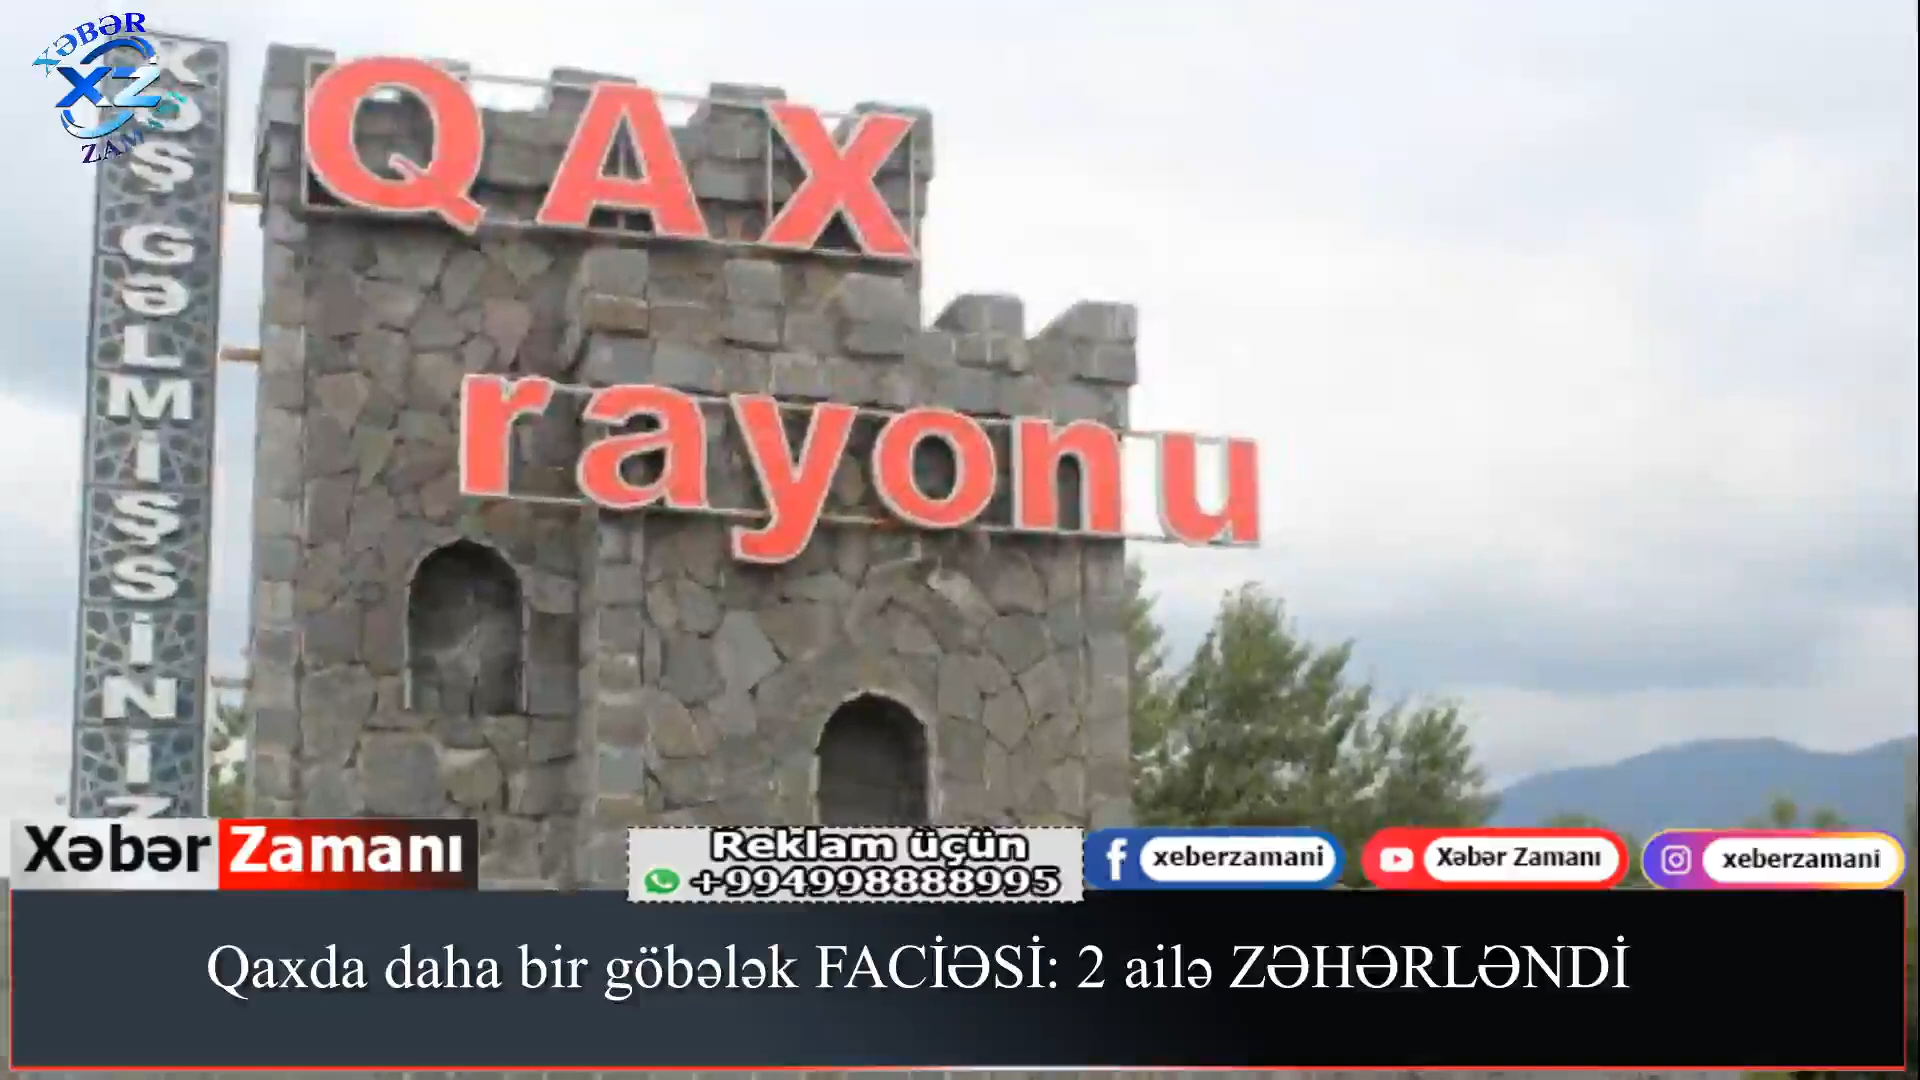 XƏBƏR
XZ
ZAMANI
XOŞ GƏLMİŞSİNİZ
QAX
rayonu
Xəbər Zamanı
Reklam üçün
+994998888995
xeberzamani
Xəbər Zamanı
xeberzamani
Qaxda daha bir göbələk FACİƏSİ: 2 ailə ZƏHƏRLƏNDİ